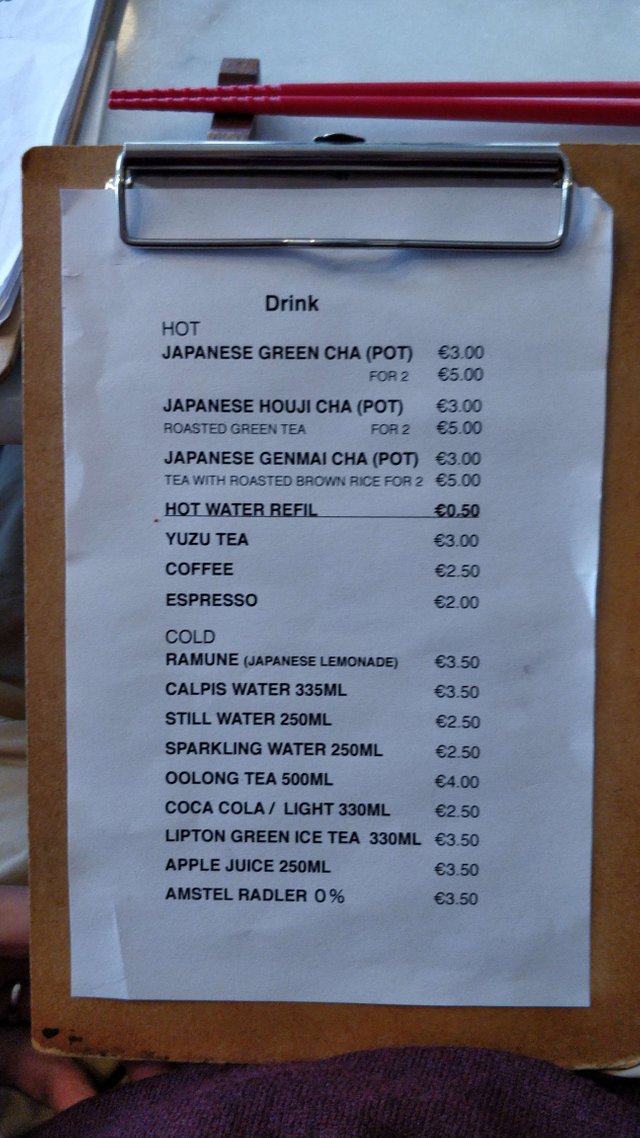 Drink
HOT
JAPANESE GREEN CHA (POT) €3.00
FOR 2 €5.00
JAPANESE HOUJI CHA (POT) €3.00
ROASTED GREEN TEA FOR 2 €5.00
JAPANESE GENMAI CHA (POT) €3.00
TEA WITH ROASTED BROWN RICE FOR 2 €5.00
HOT WATER REFIL €0.50
YUZU TEA €3.00
COFFEE €2.50
ESPRESSO €2.00
COLD
RAMUNE (JAPANESE LEMONADE) €3.50
CALPIS WATER 335ML €3.50
STILL WATER 250ML €2.50
SPARKLING WATER 250ML €2.50
OOLONG TEA 500ML €4.00
COCA COLA / LIGHT 330ML €2.50
LIPTON GREEN ICE TEA 330ML €3.50
APPLE JUICE 250ML €3.50
AMSTEL RADLER 0% €3.50